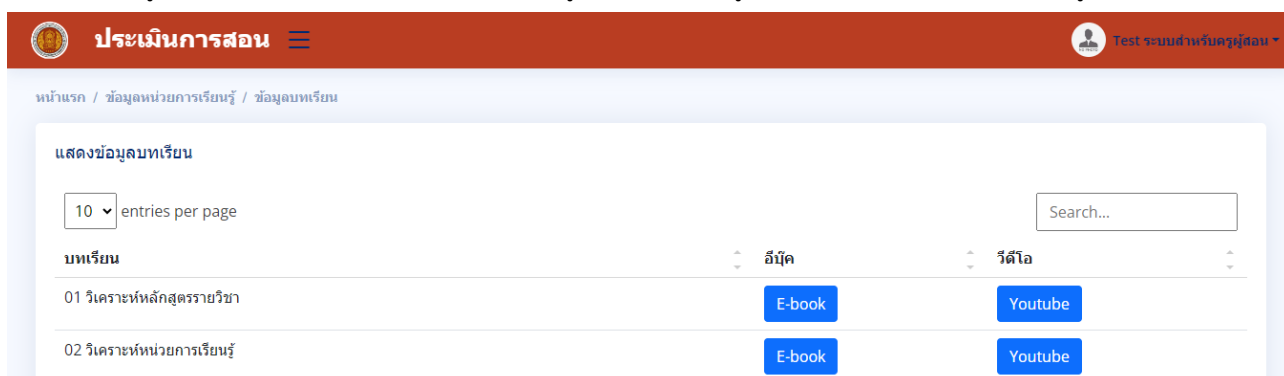 ประเมินการสอน
Test ระบบสำหรับครูผู้สอน
หน้าแรก / ข้อมูลหน่วยการเรียนรู้ / ข้อมูลบทเรียน
แสดงข้อมูลบทเรียน
10 entries per page
Search...
บทเรียน อีบุ๊ค วีดีโอ
01 วิเคราะห์หลักสูตรรายวิชา E-book Youtube
02 วิเคราะห์หน่วยการเรียนรู้ E-book Youtube